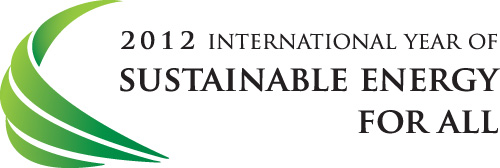 2012 INTERNATIONAL YEAR OF
SUSTAINABLE ENERGY
FOR ALL